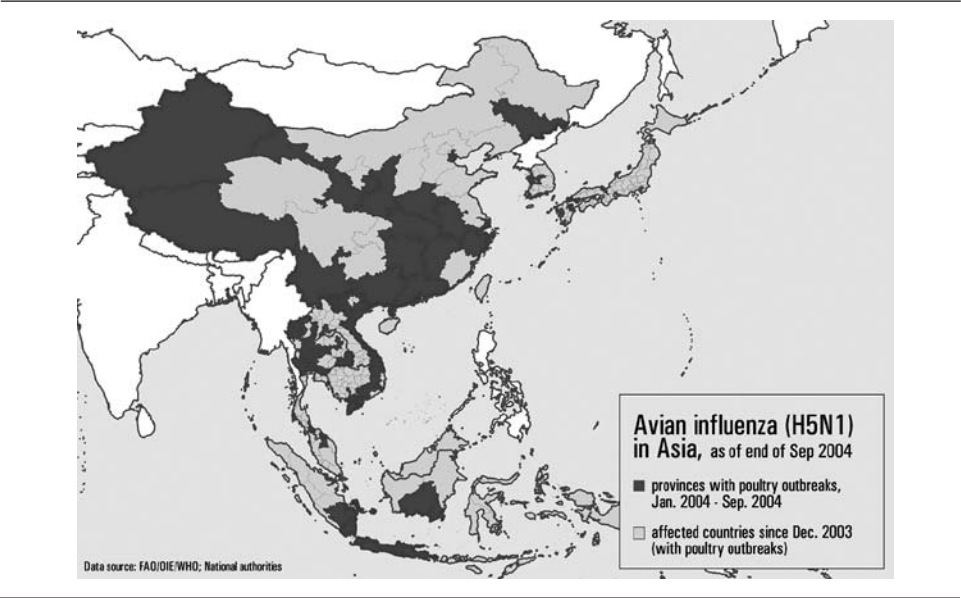 Avian influenza (H5N1)
in Asia, as of end of Sep 2004
provinces with poultry outbreaks,
Jan. 2004 - Sep. 2004
affected countries since Dec. 2003
(with poultry outbreaks)
Data source: FAO/OIE/WHO; National authorities